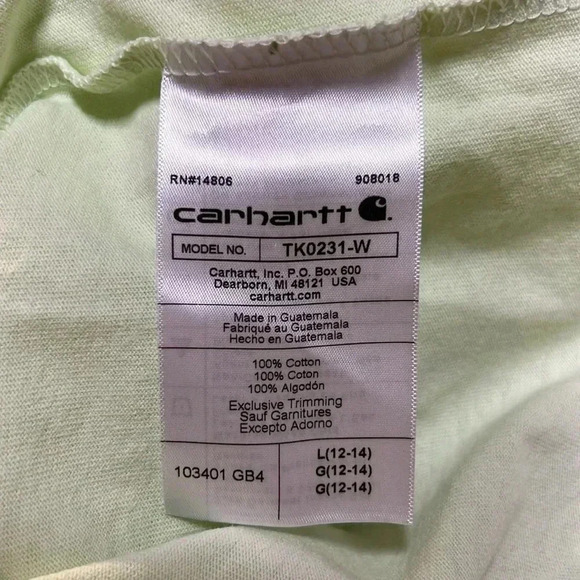 RN#14806 908018
carhartt
MODEL NO. TK0231-W
Carhartt, Inc. P.O. Box 600
Dearborn, MI 48121 USA
carhartt.com
Made in Guatemala
Fabriqué au Guatemala
Hecho en Guatemala
100% Cotton
100% Coton
100% Algodón
Exclusive Trimming
Sauf Garnitures
Excepto Adorno
103401 GB4
L(12-14)
G(12-14)
G(12-14)